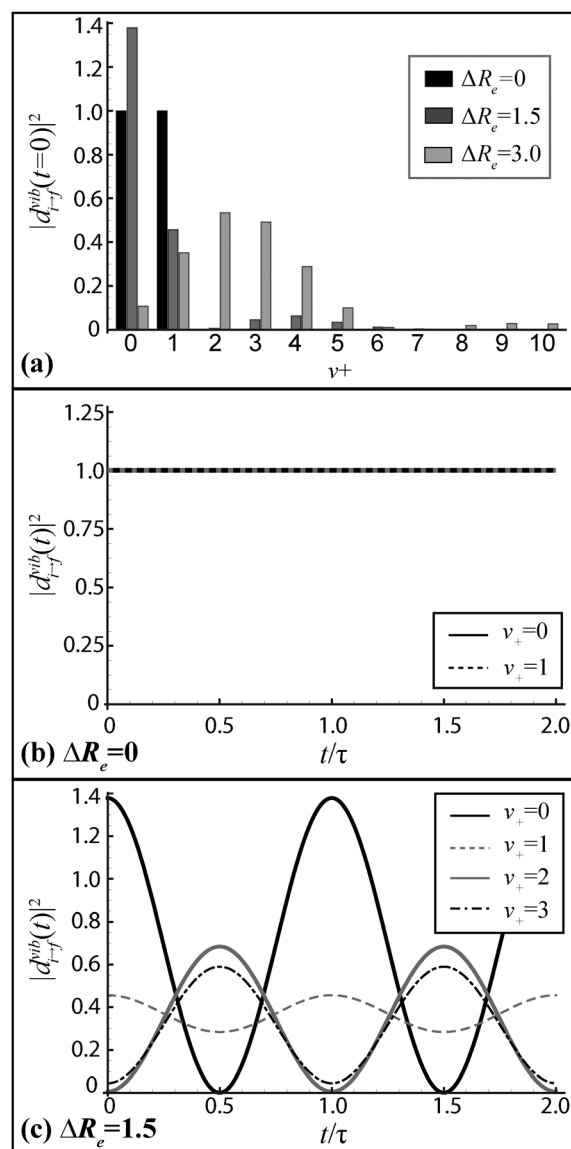 1.4
1.2
1.0
0.8
0.6
0.4
0.2
0
|d^{vib}_{i→f}(t=0)|²
ΔR_e=0
ΔR_e=1.5
ΔR_e=3.0
0 1 2 3 4 5 6 7 8 9 10
v+
(a)
1.25
1.0
0.75
0.5
0.25
0
|d^{vib}_{i→f}(t)|²
v_+=0
v_+=1
0 0.5 1.0 1.5 2.0
t/τ
(b) ΔR_e=0
1.4
1.2
1.0
0.8
0.6
0.4
0.2
0
|d^{vib}_{i→f}(t)|²
v_+=0
v_+=1
v_+=2
v_+=3
0 0.5 1.0 1.5 2.0
t/τ
(c) ΔR_e=1.5